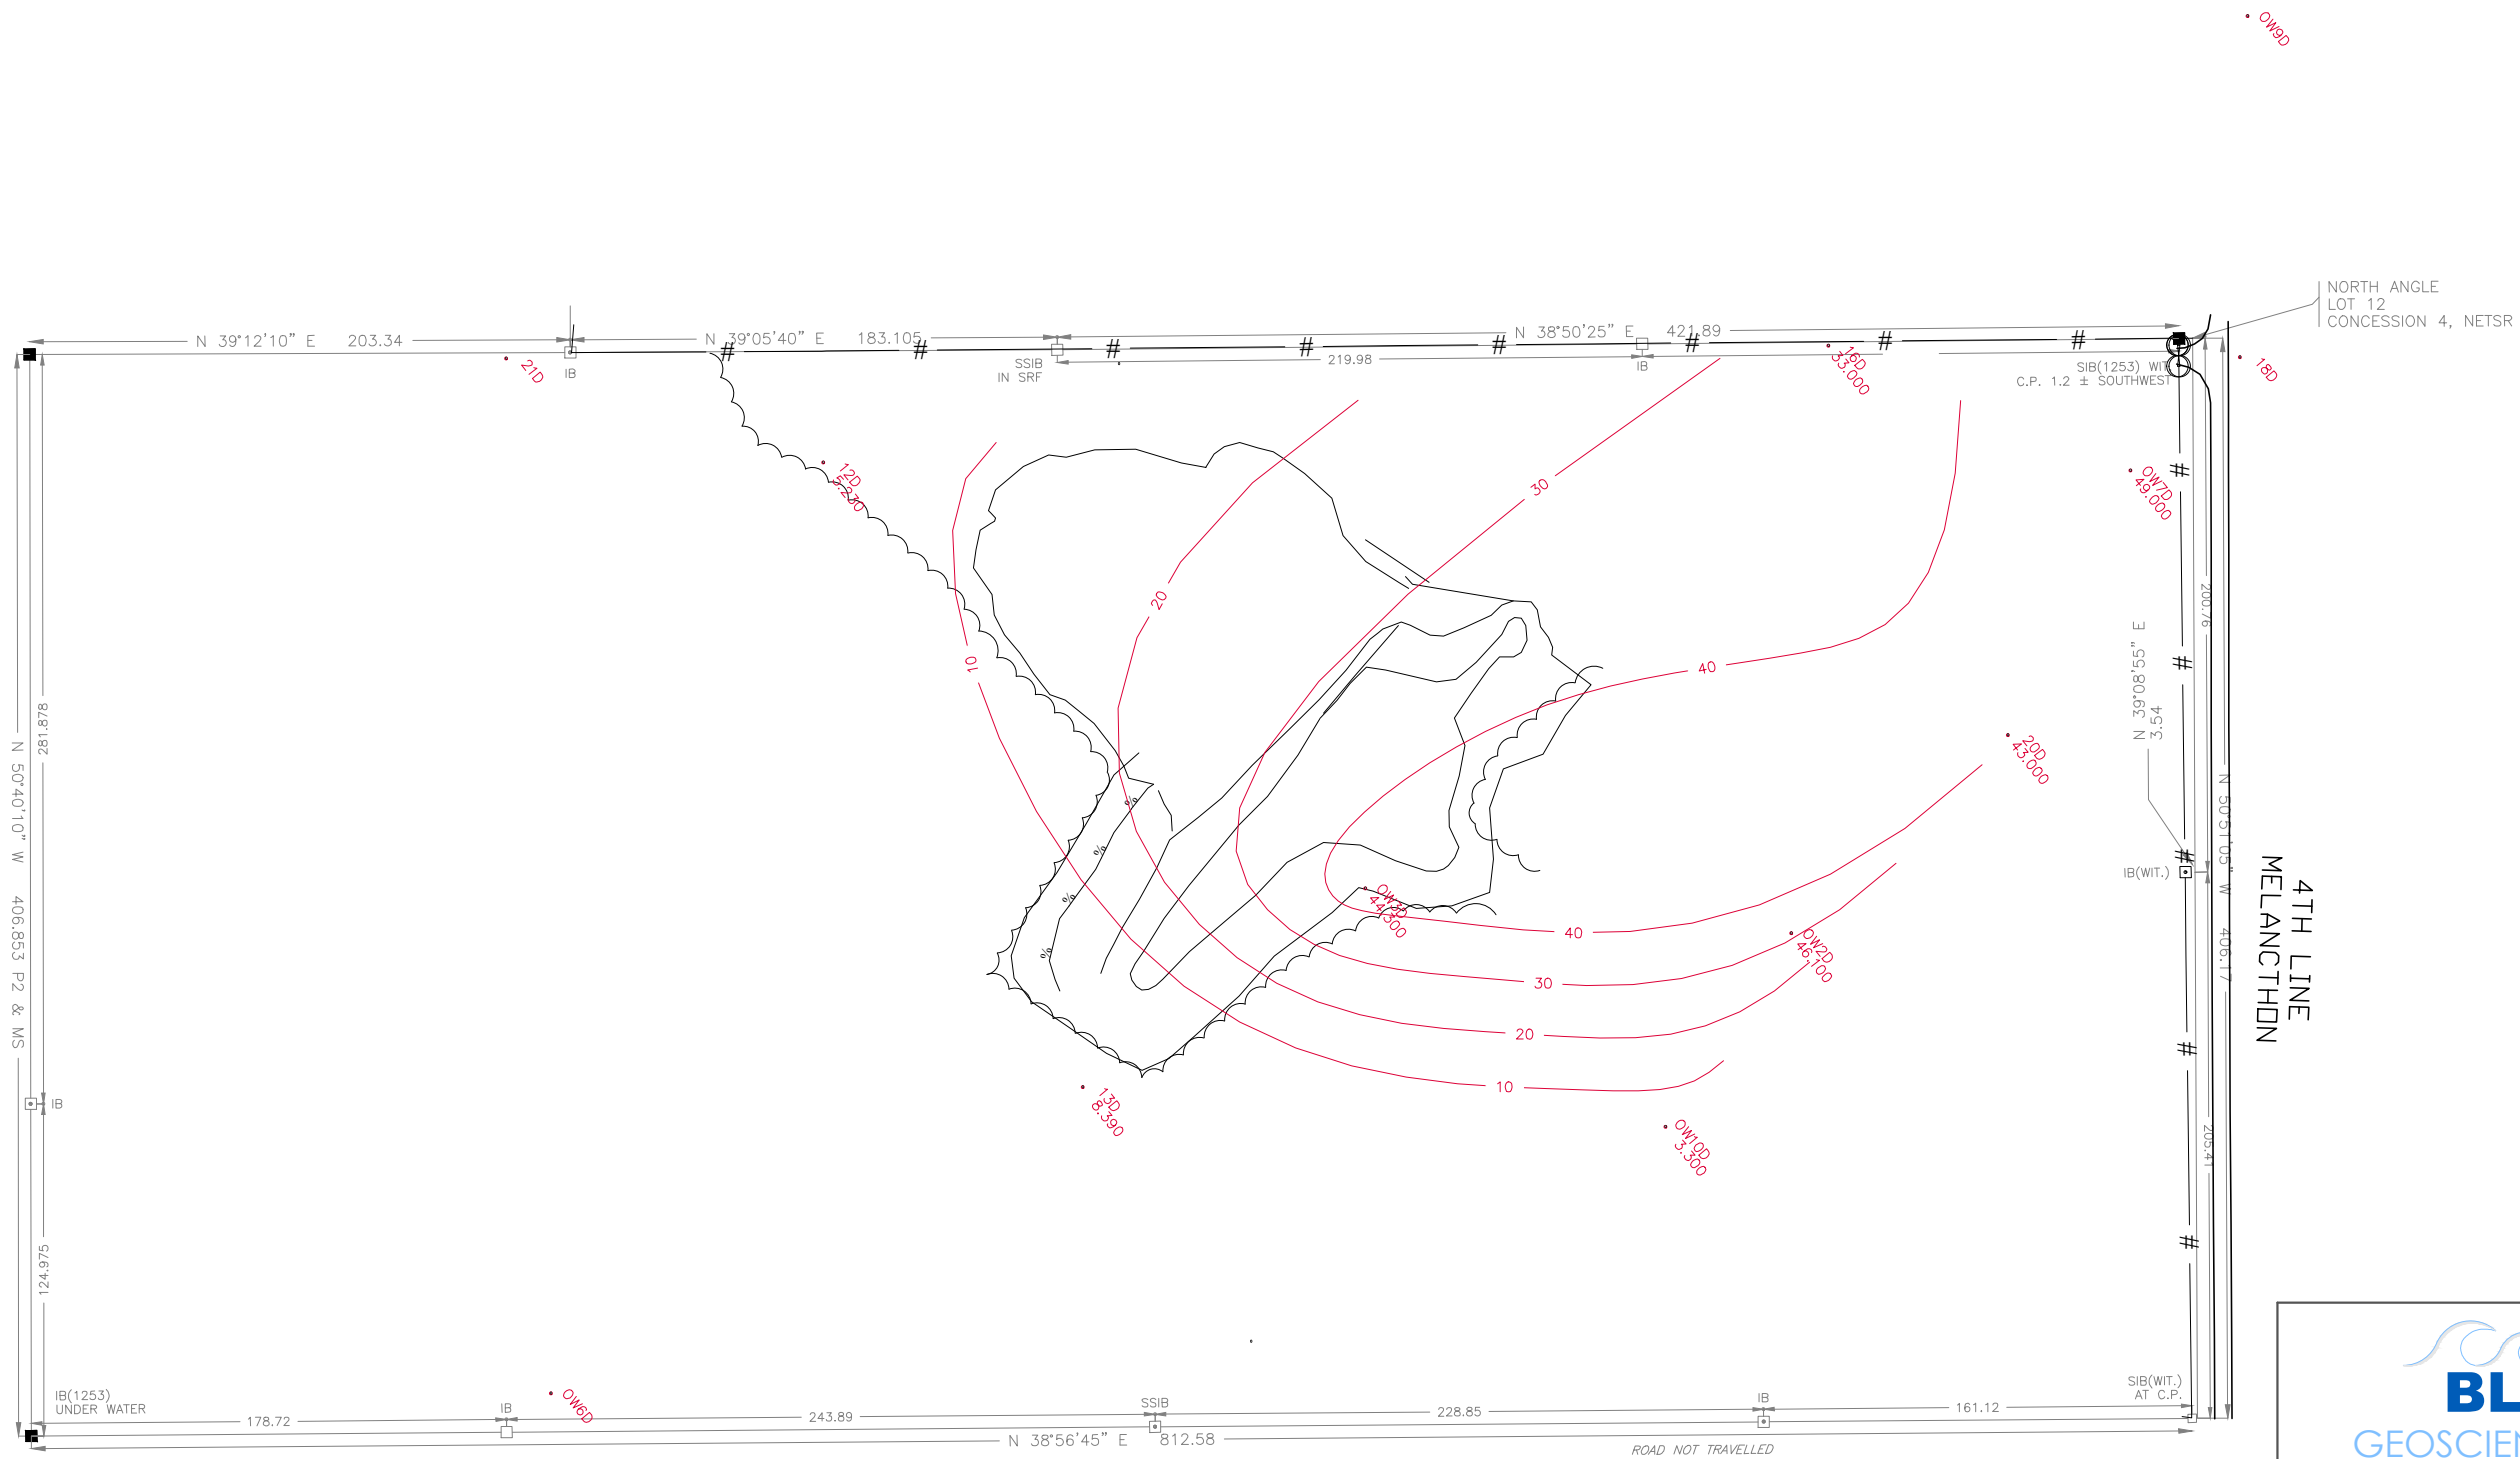 OW9D
NORTH ANGLE
LOT 12
CONCESSION 4, NETSR
N 39°12'10" E 203.34
N 39°05'40" E 183.105
N 38°50'25" E 421.89
219.98
SSIB
IN SRF
IB
IB
21D
16D
33.000
SIB(1253) WIT
C.P. 1.2 ± SOUTHWEST
18D
12D
5.230
OW7D
49.000
30
20
10
40
200.76
N 39°08'55" E
3.54
281.878
N 50°40'10" W 406.853 P2 & MS
20D
43.000
N 50°51'05" W 406.17
4TH LINE
MELANCTHON
IB(WIT.)
%
%
%
%
OW3D
44.300
40
OW2D
46.100
30
20
10
IB
13D
8.390
OW10D
3.300
205.41
124.975
IB(1253)
UNDER WATER
OW6D
SIB(WIT.)
AT C.P.
IB
SSIB
IB
178.72
243.89
228.85
161.12
N 38°56'45" E 812.58
ROAD NOT TRAVELLED
BL
GEOSCIEN